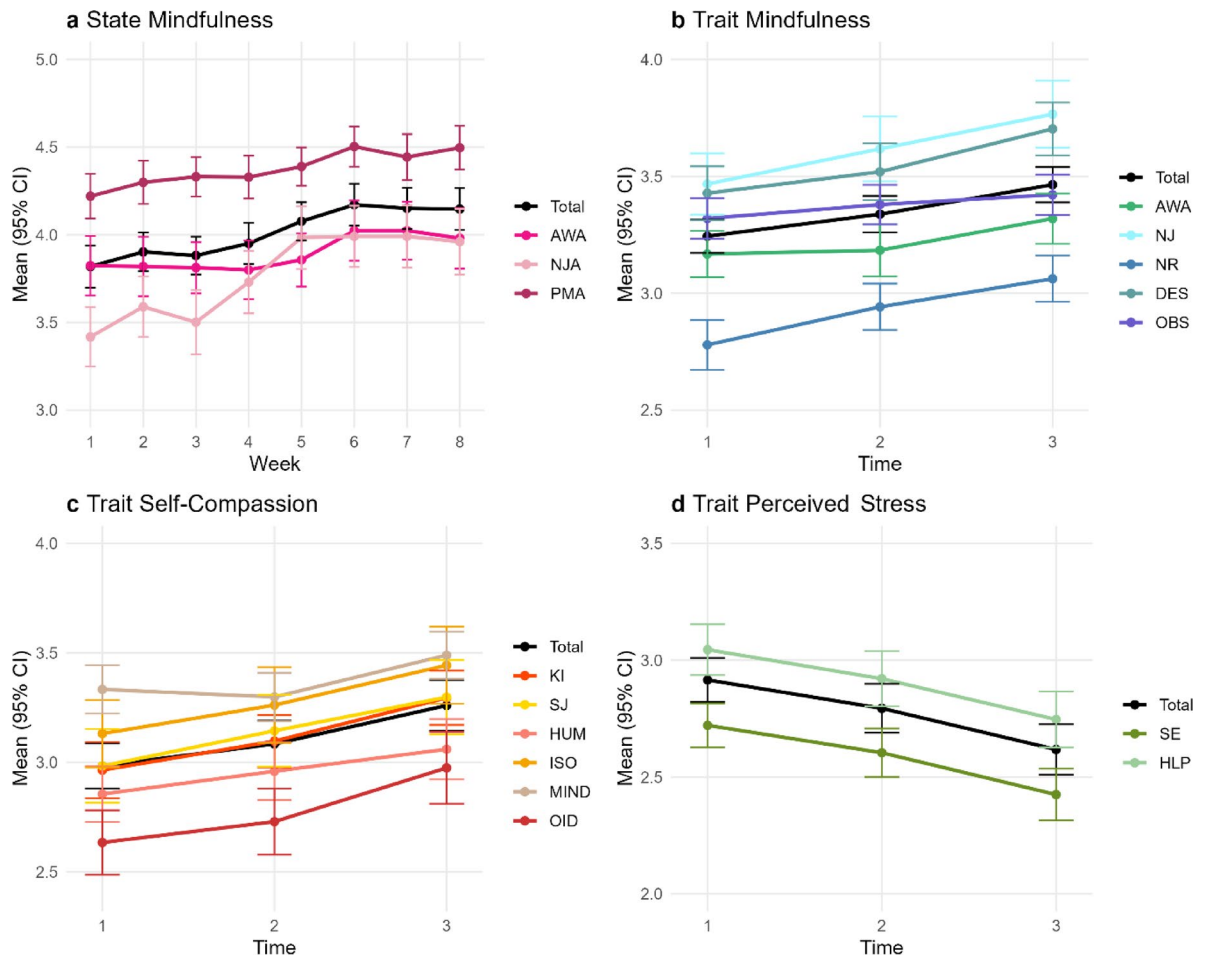 a State Mindfulness
5.0
4.5
4.0
3.5
3.0
Mean (95% CI)
1 2 3 4 5 6 7 8
Week
Total
AWA
NJA
PMA
b Trait Mindfulness
4.0
3.5
3.0
2.5
Mean (95% CI)
1 2 3
Time
Total
AWA
NJ
NR
DES
OBS
c Trait Self-Compassion
4.0
3.5
3.0
2.5
Mean (95% CI)
1 2 3
Time
Total
KI
SJ
HUM
ISO
MIND
OID
d Trait Perceived Stress
3.5
3.0
2.5
2.0
Mean (95% CI)
1 2 3
Time
Total
SE
HLP